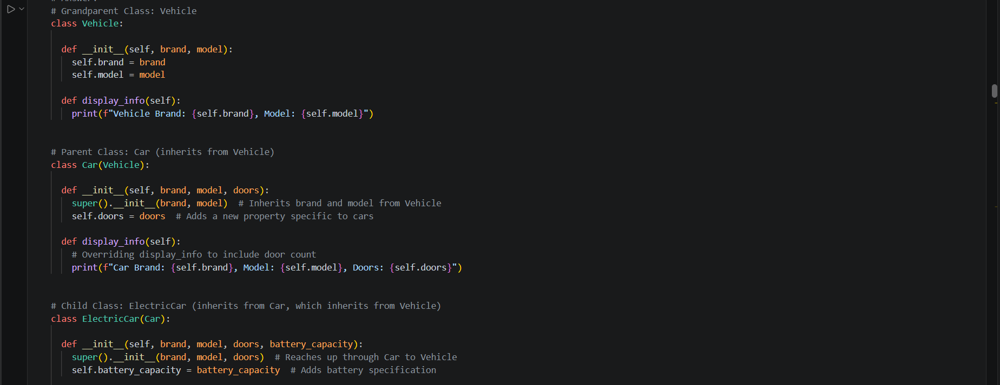 # Answer:
# Grandparent Class: Vehicle
class Vehicle:
def __init__(self, brand, model):
self.brand = brand
self.model = model
def display_info(self):
print(f"Vehicle Brand: {self.brand}, Model: {self.model}")
# Parent Class: Car (inherits from Vehicle)
class Car(Vehicle):
def __init__(self, brand, model, doors):
super().__init__(brand, model)  # Inherits brand and model from Vehicle
self.doors = doors  # Adds a new property specific to cars
def display_info(self):
# Overriding display_info to include door count
print(f"Car Brand: {self.brand}, Model: {self.model}, Doors: {self.doors}")
# Child Class: ElectricCar (inherits from Car, which inherits from Vehicle)
class ElectricCar(Car):
def __init__(self, brand, model, doors, battery_capacity):
super().__init__(brand, model, doors)  # Reaches up through Car to Vehicle
self.battery_capacity = battery_capacity  # Adds battery specification